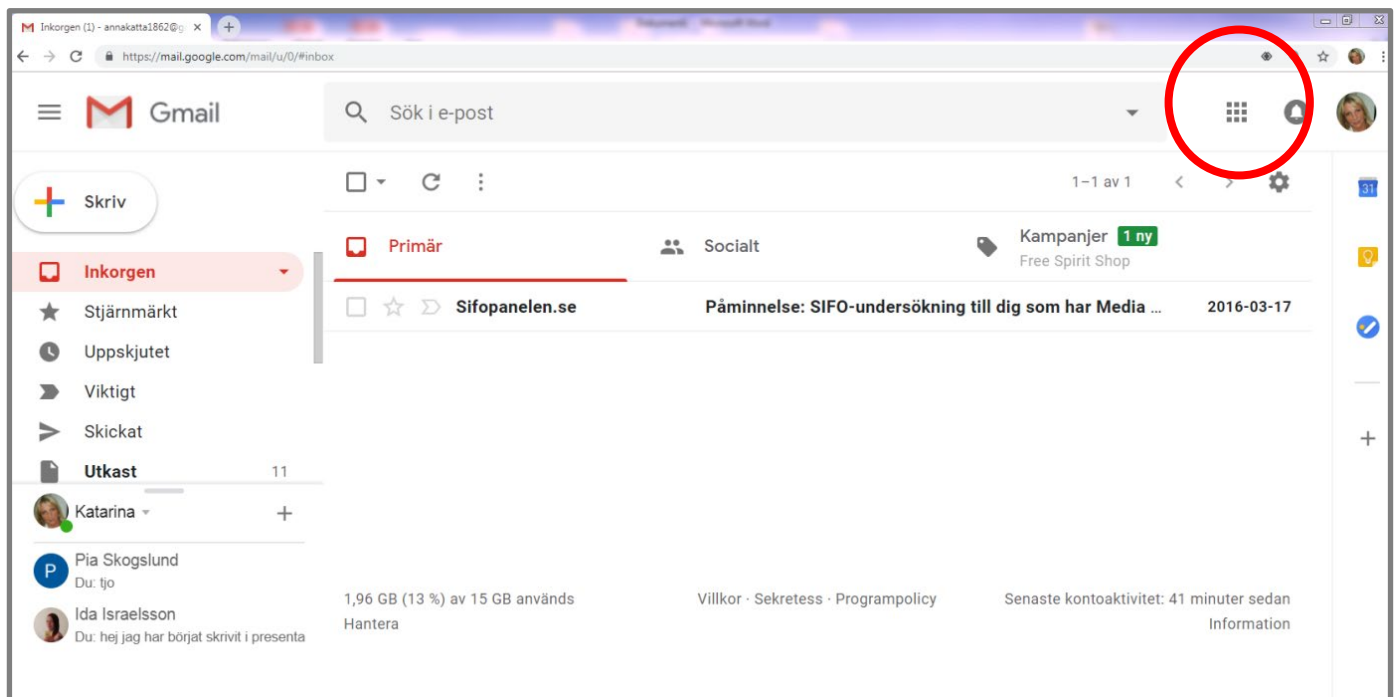 Inkorgen (1) - annakatta1862@g
https://mail.google.com/mail/u/0/#inbox
Gmail
Sök i e-post
Skriv
1–1 av 1
31
Primär
Socialt
Kampanjer 1 ny
Free Spirit Shop
Inkorgen
Sifopanelen.se Påminnelse: SIFO-undersökning till dig som har Media ... 2016-03-17
Stjärnmärkt
Uppskjutet
Viktigt
Skickat
Utkast 11
Katarina
P
Pia Skogslund
Du: tjo
Ida Israelsson
Du: hej jag har börjat skrivit i presenta
1,96 GB (13 %) av 15 GB används
Hantera
Villkor · Sekretess · Programpolicy
Senaste kontoaktivitet: 41 minuter sedan
Information